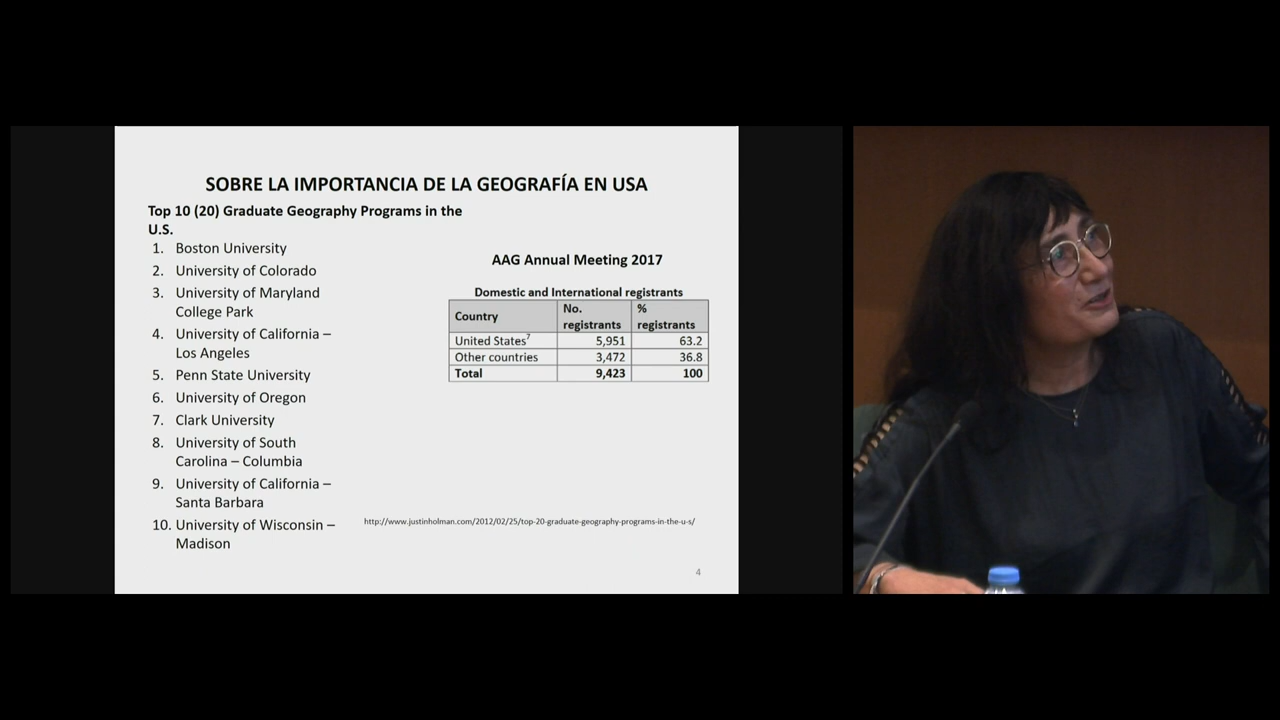 SOBRE LA IMPORTANCIA DE LA GEOGRAFÍA EN USA
Top 10 (20) Graduate Geography Programs in the
U.S.
1. Boston University
2. University of Colorado
3. University of Maryland
College Park
4. University of California –
Los Angeles
5. Penn State University
6. University of Oregon
7. Clark University
8. University of South
Carolina – Columbia
9. University of California –
Santa Barbara
10. University of Wisconsin –
Madison
AAG Annual Meeting 2017
Domestic and International registrants
Country No. registrants % registrants
United States⁷ 5,951 63.2
Other countries 3,472 36.8
Total 9,423 100
http://www.justinholman.com/2012/02/25/top-20-graduate-geography-programs-in-the-u-s/
4